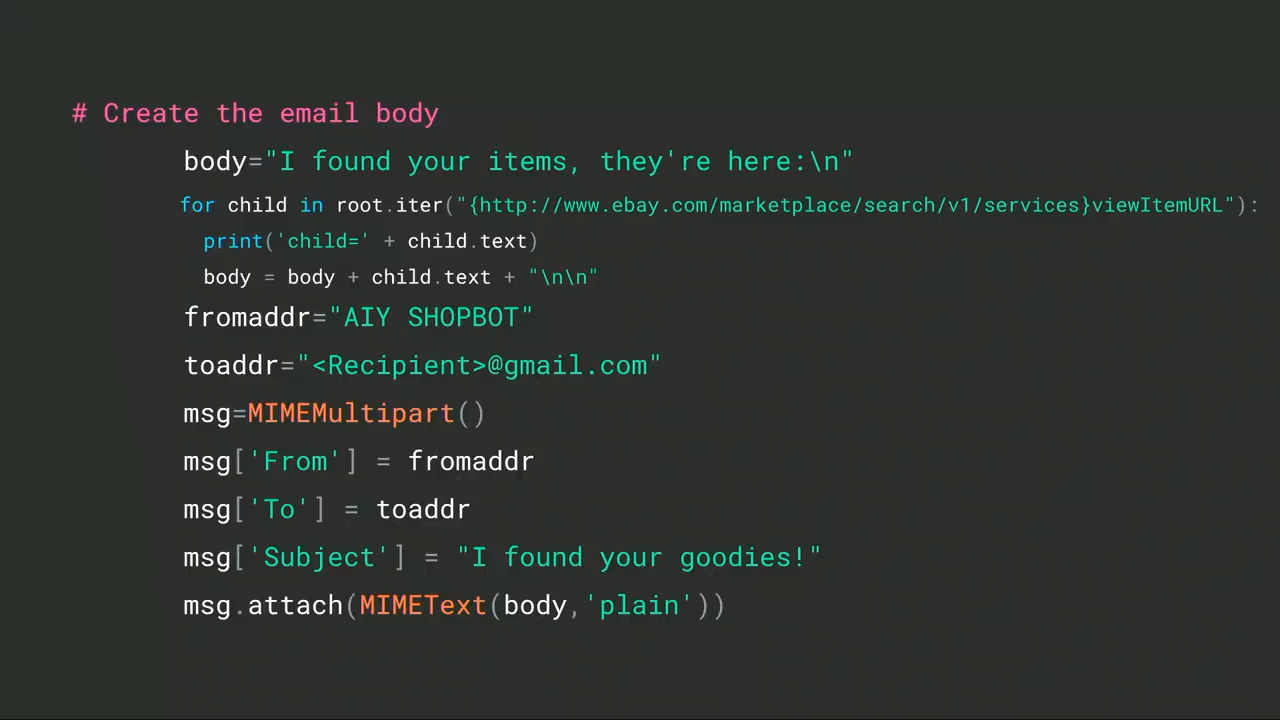 # Create the email body
body="I found your items, they're here:\n"
for child in root.iter("{http://www.ebay.com/marketplace/search/v1/services}viewItemURL"):
print('child=' + child.text)
body = body + child.text + "\n\n"
fromaddr="AIY SHOPBOT"
toaddr="<Recipient>@gmail.com"
msg=MIMEMultipart()
msg['From'] = fromaddr
msg['To'] = toaddr
msg['Subject'] = "I found your goodies!"
msg.attach(MIMEText(body,'plain'))